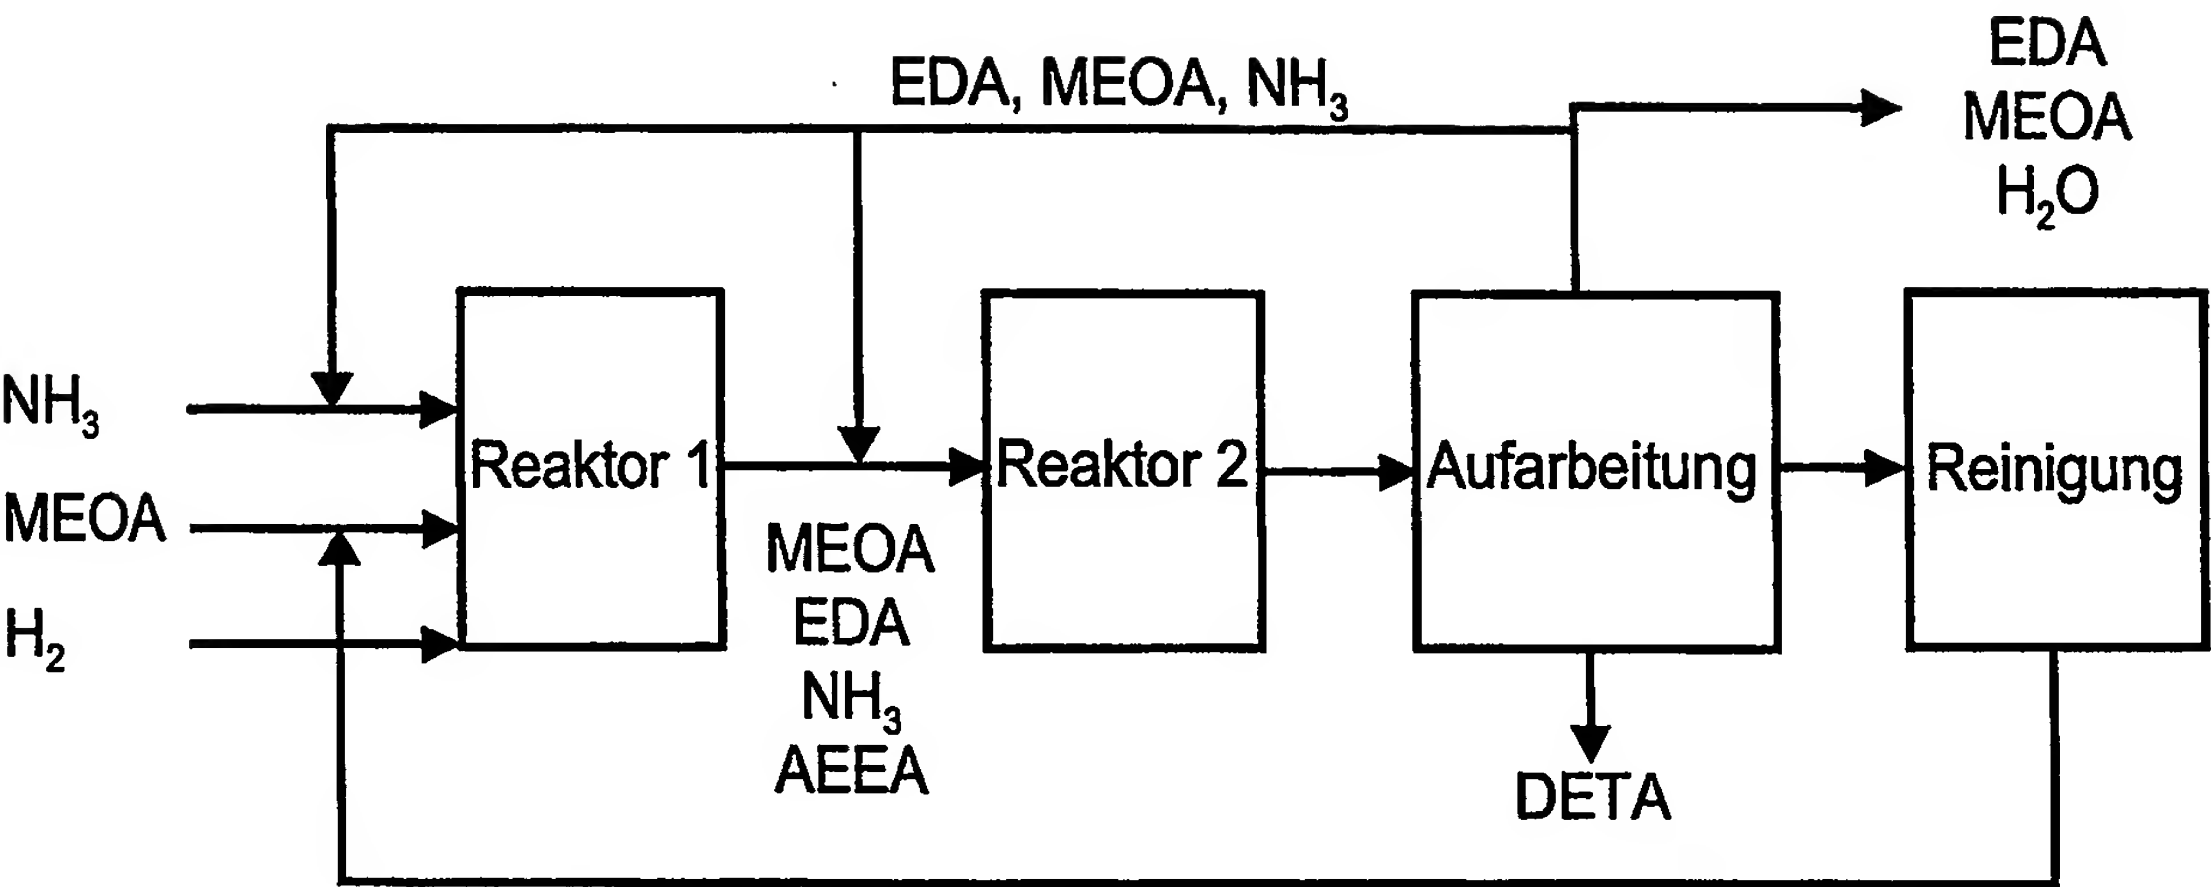 EDA
MEOA
H₂O
EDA, MEOA, NH₃
NH₃
MEOA
H₂
Reaktor 1
MEOA
EDA
NH₃
AEEA
Reaktor 2
Aufarbeitung
DETA
Reinigung